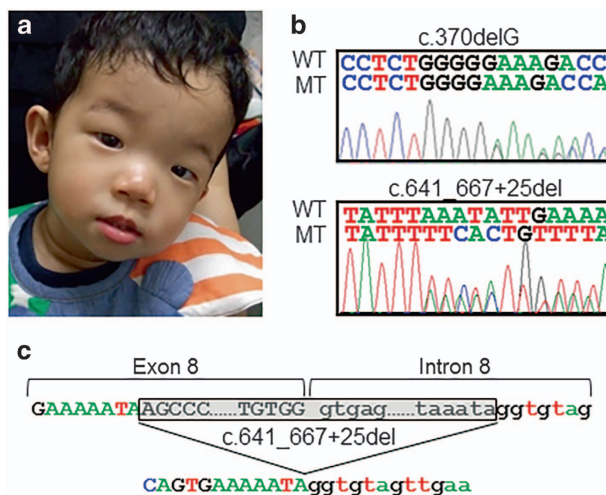 a
b
c.370delG
WT CCTCTGGGGGAAAGACC
MT CCTCTGGGGAAAGACCA
c.641_667+25del
WT TATTTAAATATTGAAAA
MT TATTTTTCACTGTTTTA
c
Exon 8 Intron 8
GAAAAATAAGCCC......TGTGG gtgag.....taaataggtgtag
c.641_667+25del
CAGTGAAAAATAggtgtagttgaa